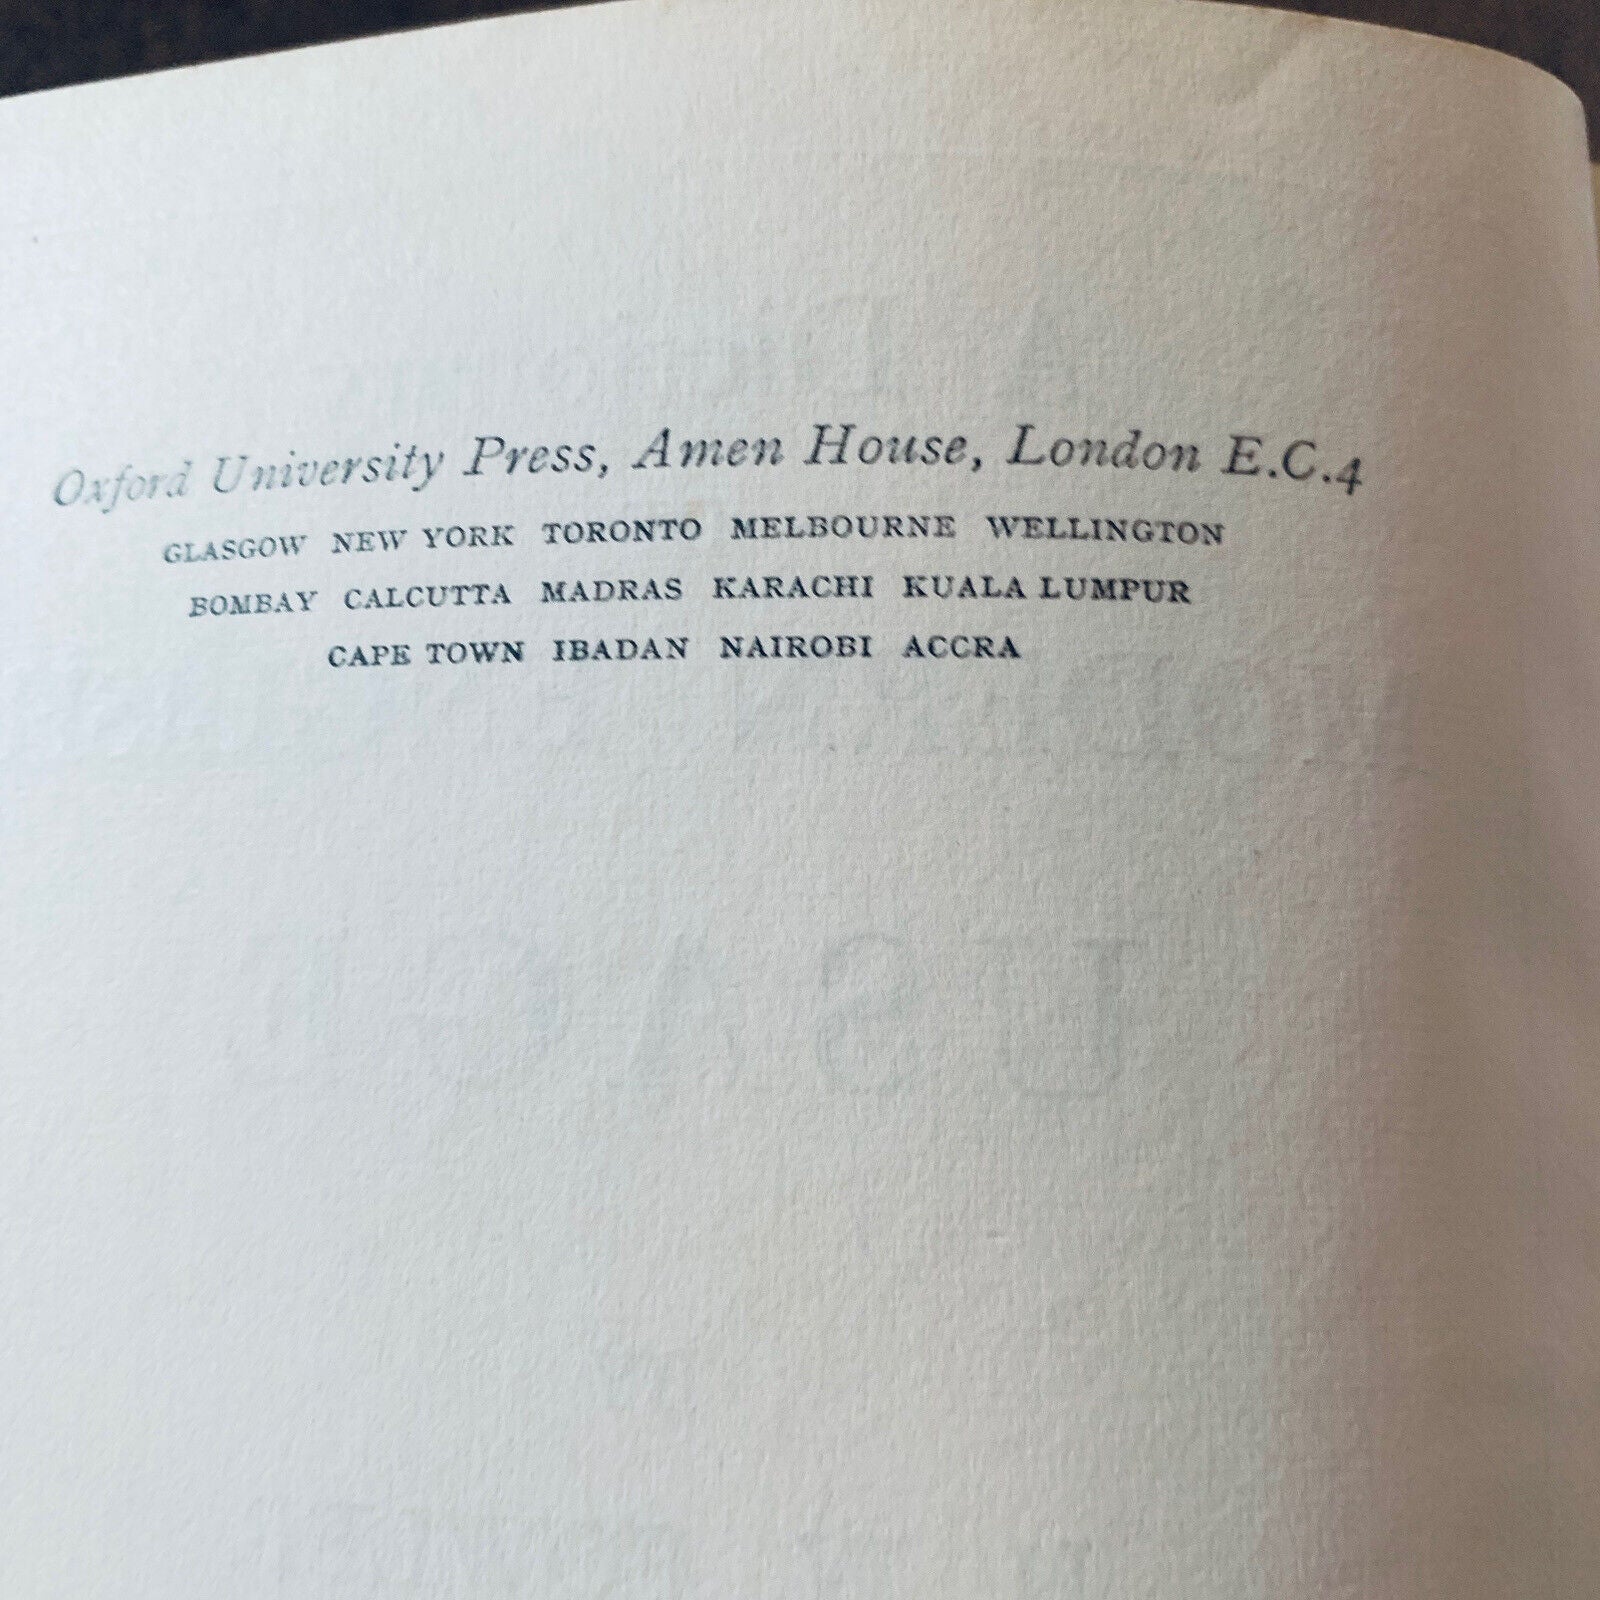 Oxford University Press, Amen House, London E.C.4
GLASGOW NEW YORK TORONTO MELBOURNE WELLINGTON
BOMBAY CALCUTTA MADRAS KARACHI KUALA LUMPUR
CAPE TOWN IBADAN NAIROBI ACCRA